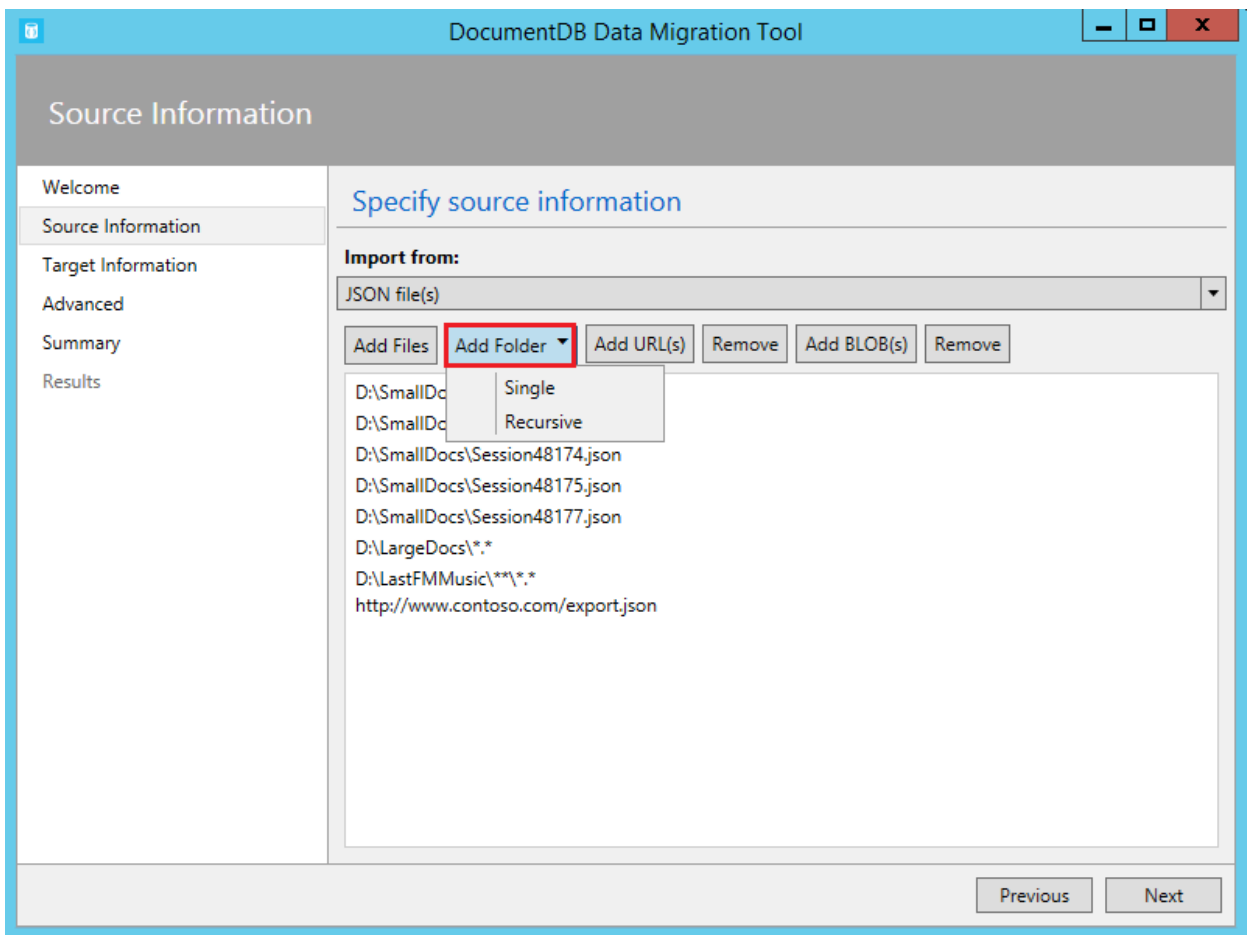 DocumentDB Data Migration Tool
Source Information
Welcome
Source Information
Target Information
Advanced
Summary
Results
Specify source information
Import from:
JSON file(s)
Add Files Add Folder Add URL(s) Remove Add BLOB(s) Remove
Single
Recursive
D:\SmallDo
D:\SmallDo
D:\SmallDocs\Session48174.json
D:\SmallDocs\Session48175.json
D:\SmallDocs\Session48177.json
D:\LargeDocs\*.*
D:\LastFMMusic\**\*.*
http://www.contoso.com/export.json
Previous Next